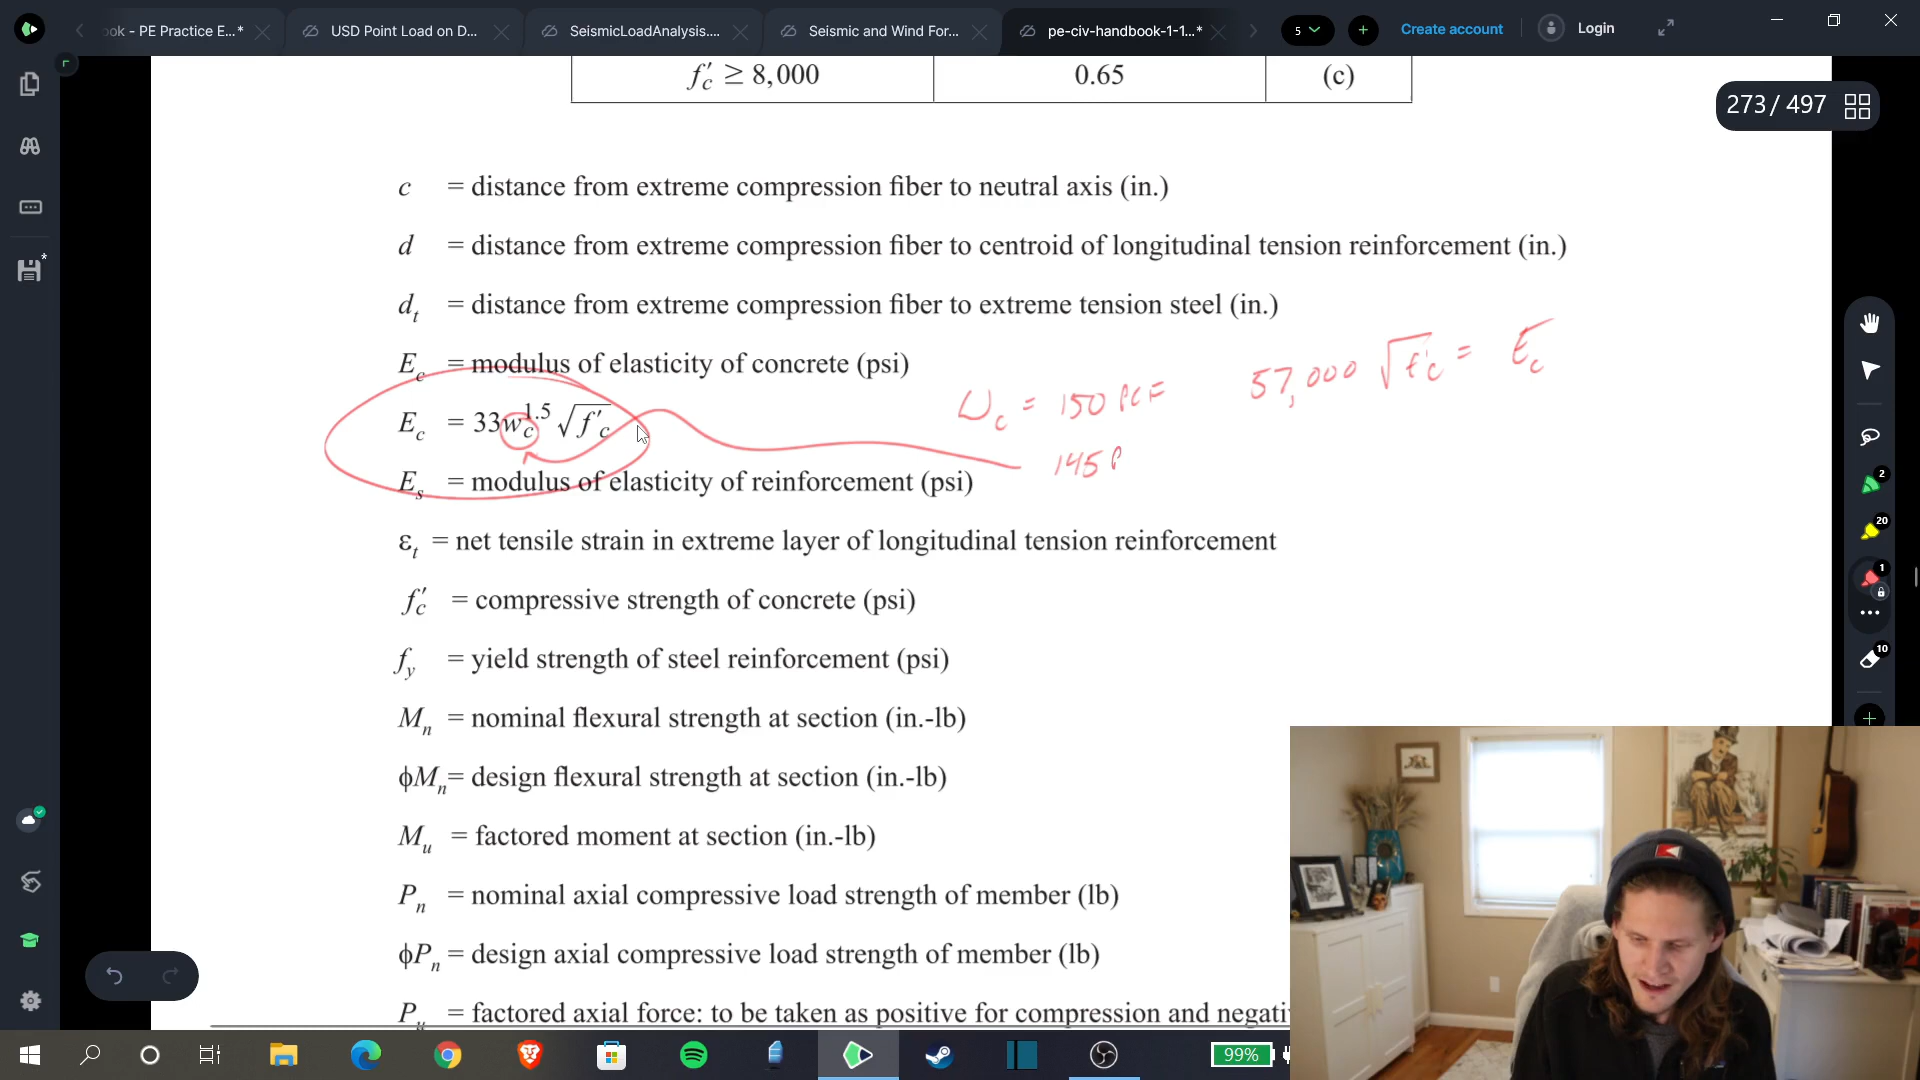 ok - PE Practice E...*
USD Point Load on D...
SeismicLoadAnalysis....
Seismic and Wind For...
pe-civ-handbook-1-1...*
5
Create account
Login
273 / 497
f′c ≥ 8,000 0.65 (c)
c = distance from extreme compression fiber to neutral axis (in.)
d = distance from extreme compression fiber to centroid of longitudinal tension reinforcement (in.)
dt = distance from extreme compression fiber to extreme tension steel (in.)
Ec = modulus of elasticity of concrete (psi)
57,000 √f'c = Ec
Ec = 33wc^1.5 √f′c
Wc = 150 PCF
145 P
Es = modulus of elasticity of reinforcement (psi)
εt = net tensile strain in extreme layer of longitudinal tension reinforcement
f′c = compressive strength of concrete (psi)
fy = yield strength of steel reinforcement (psi)
Mn = nominal flexural strength at section (in.-lb)
ϕMn = design flexural strength at section (in.-lb)
Mu = factored moment at section (in.-lb)
Pn = nominal axial compressive load strength of member (lb)
ϕPn = design axial compressive load strength of member (lb)
Pu = factored axial force: to be taken as positive for compression and negati
2
20
1
10
99%